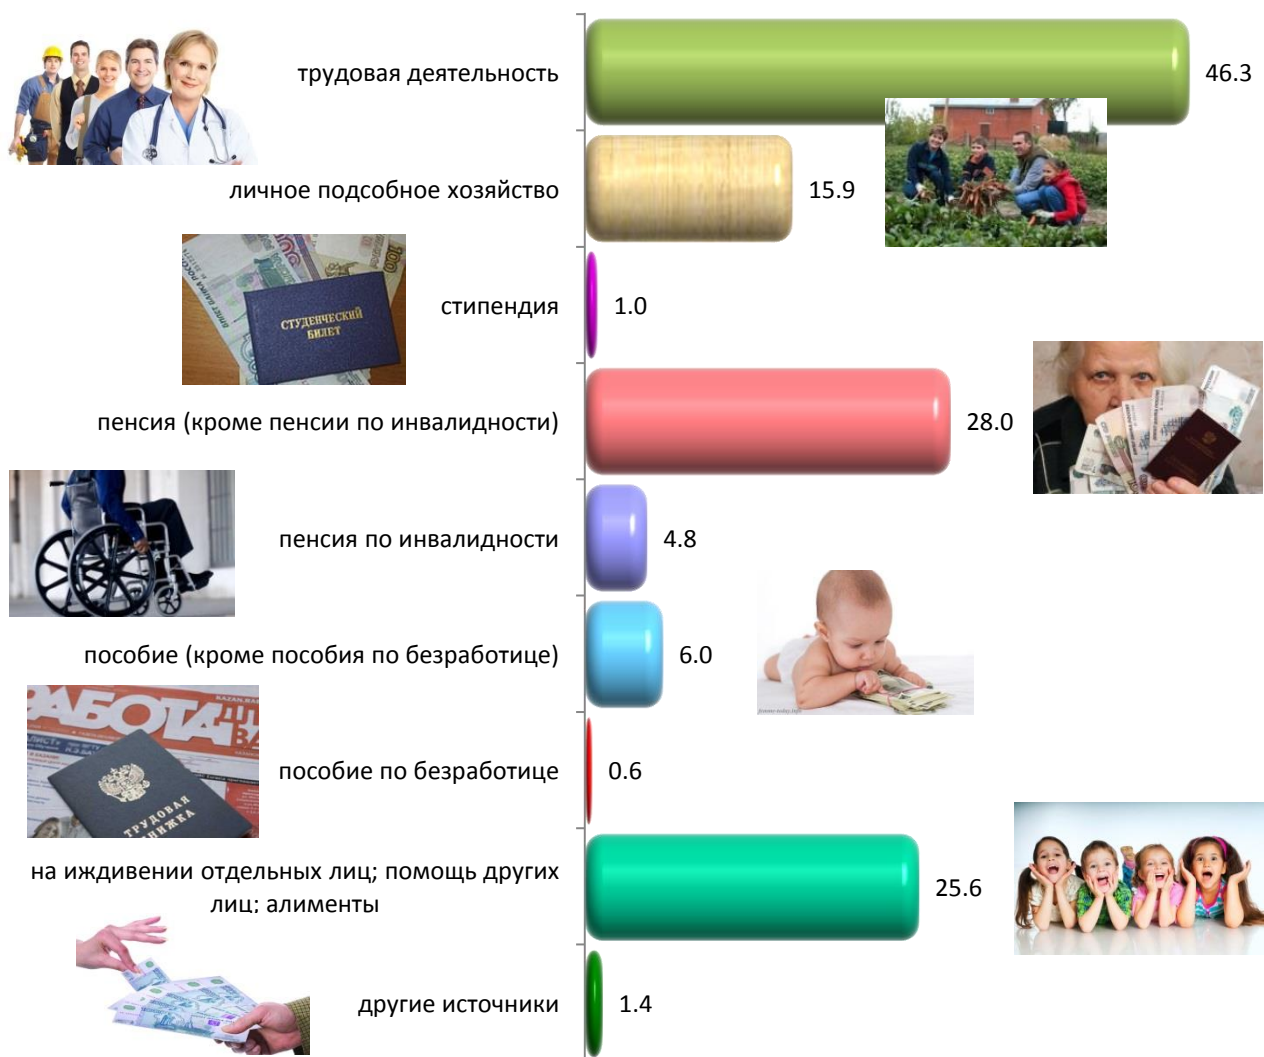 трудовая деятельность
46.3
личное подсобное хозяйство
15.9
СТУДЕНЧЕСКИЙ
БИЛЕТ
стипендия
1.0
пенсия (кроме пенсии по инвалидности)
28.0
пенсия по инвалидности
4.8
пособие (кроме пособия по безработице)
6.0
РАБОТА
ТРУДОВАЯ
пособие по безработице
0.6
на иждивении отдельных лиц; помощь других
лиц; алименты
25.6
другие источники
1.4